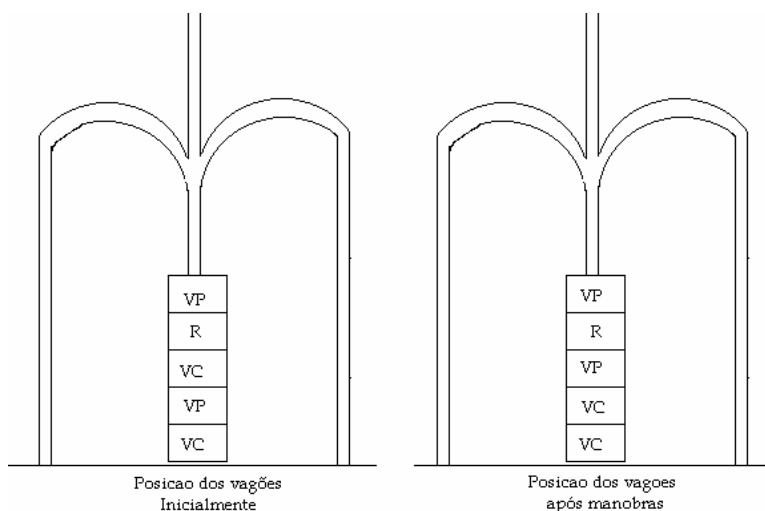 VP
R
VC
VP
VC
Posicao dos vagões
Inicialmente
VP
R
VP
VC
VC
Posicao dos vagoes
após manobras